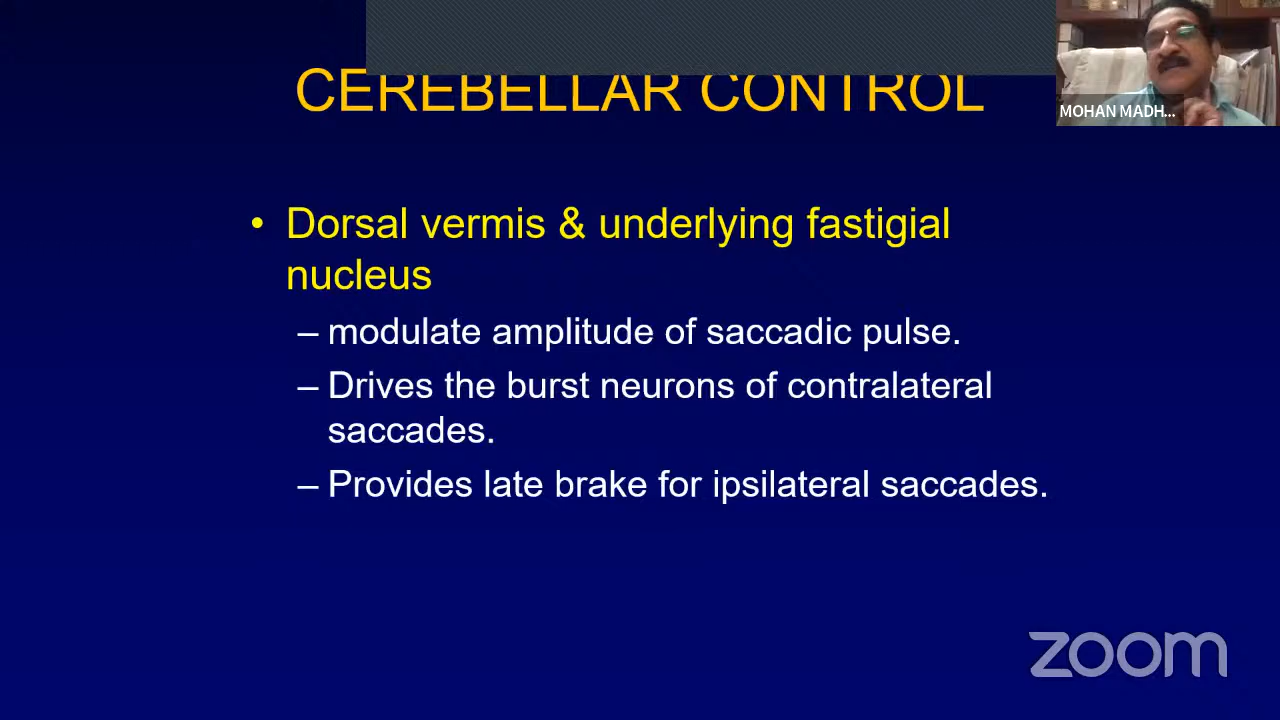 CEREBELLAR CONTROL
MOHAN MADH...
• Dorsal vermis & underlying fastigial
nucleus
– modulate amplitude of saccadic pulse.
– Drives the burst neurons of contralateral
saccades.
– Provides late brake for ipsilateral saccades.
zoom